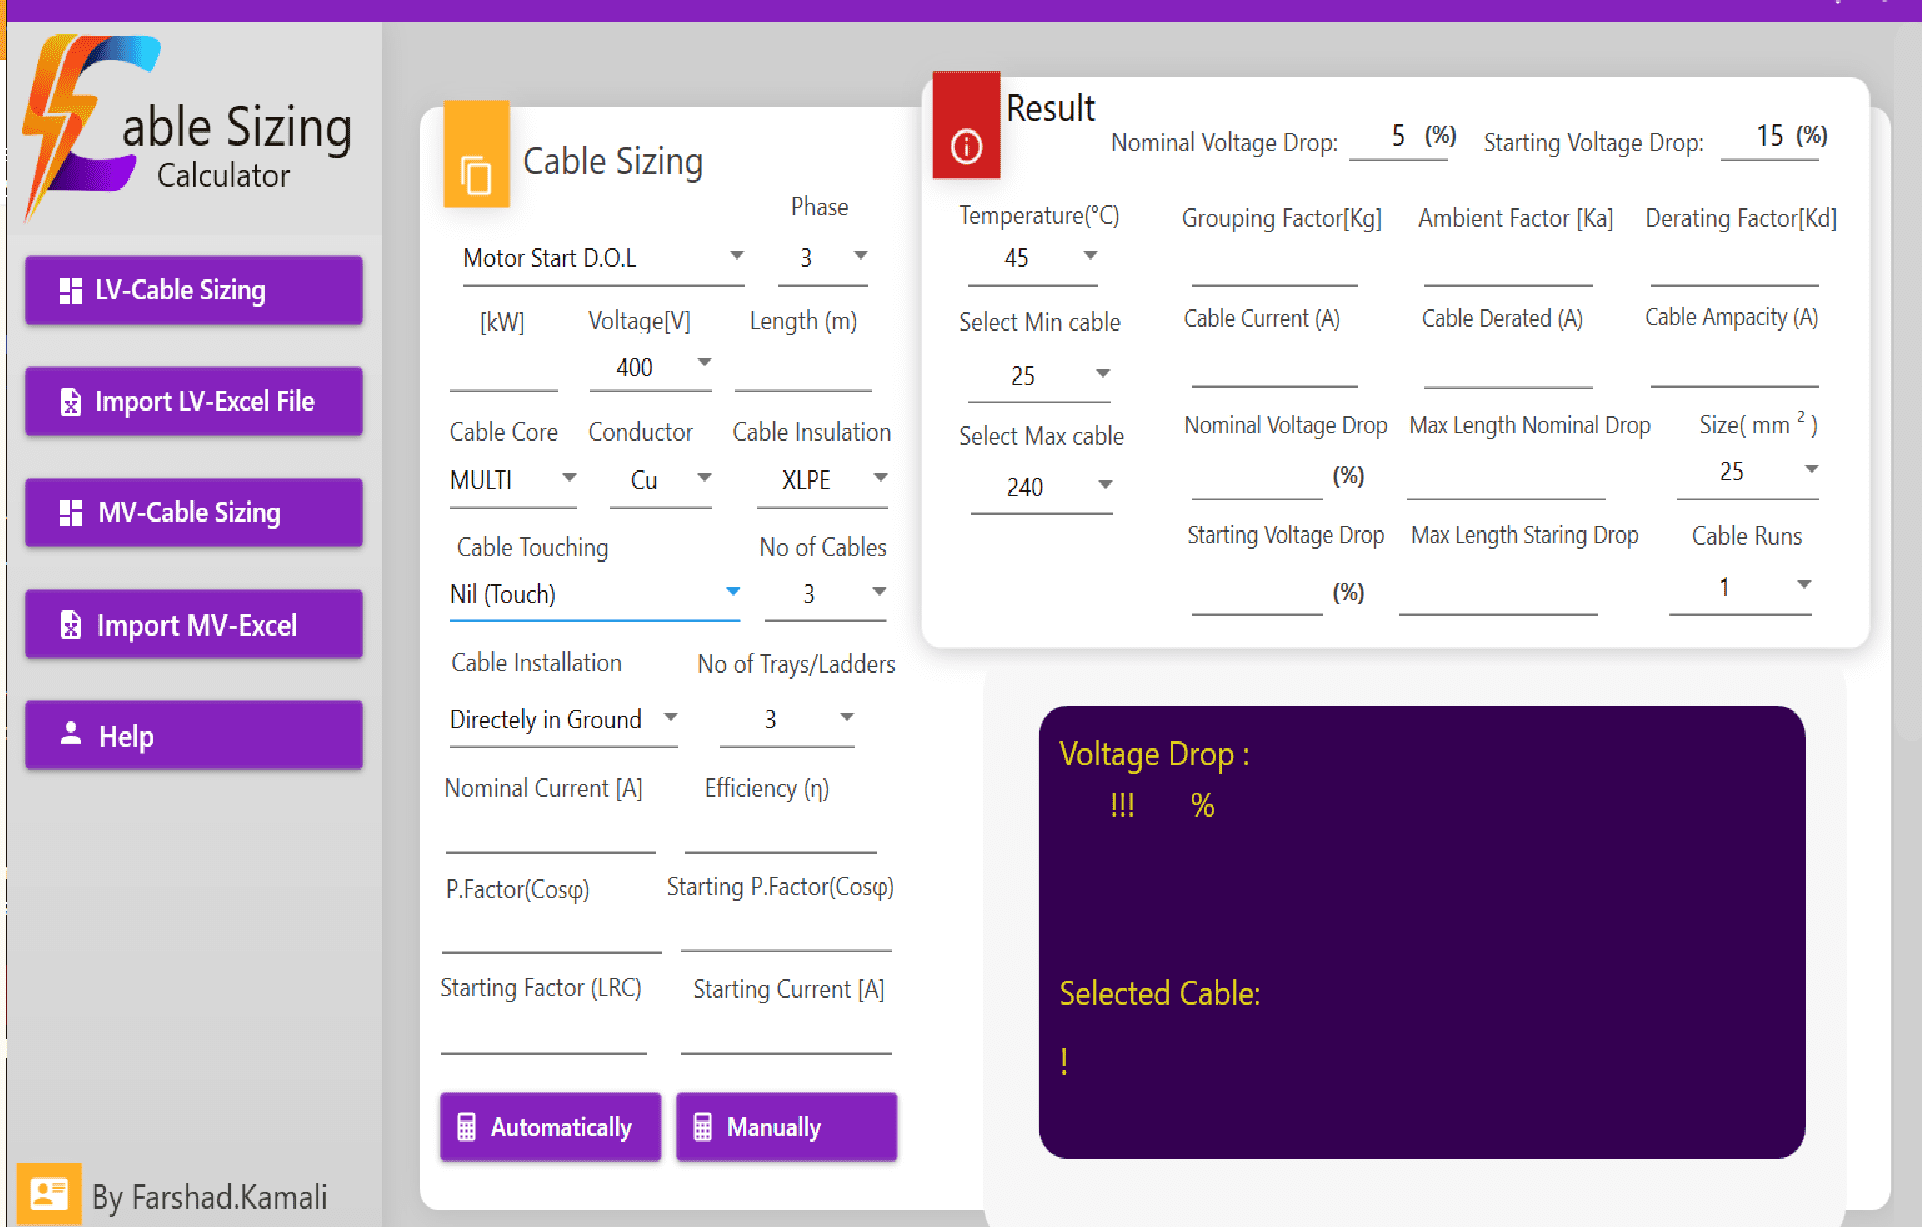 able Sizing
Calculator
LV-Cable Sizing
Import LV-Excel File
MV-Cable Sizing
Import MV-Excel
Help
By Farshad.Kamali
Cable Sizing
Phase
Motor Start D.O.L 3
[kW] Voltage[V] Length (m)
400
Cable Core Conductor Cable Insulation
MULTI Cu XLPE
Cable Touching No of Cables
Nil (Touch) 3
Cable Installation No of Trays/Ladders
Directely in Ground 3
Nominal Current [A] Efficiency (η)
P.Factor(Cosφ) Starting P.Factor(Cosφ)
Starting Factor (LRC) Starting Current [A]
Automatically Manually
Result
Nominal Voltage Drop: 5 (%) Starting Voltage Drop: 15 (%)
Temperature(°C) Grouping Factor[Kg] Ambient Factor [Ka] Derating Factor[Kd]
45
Select Min cable Cable Current (A) Cable Derated (A) Cable Ampacity (A)
25
Select Max cable Nominal Voltage Drop Max Length Nominal Drop Size( mm ² )
240 (%) 25
Starting Voltage Drop Max Length Staring Drop Cable Runs
(%) 1
Voltage Drop :
!!! %
Selected Cable:
!